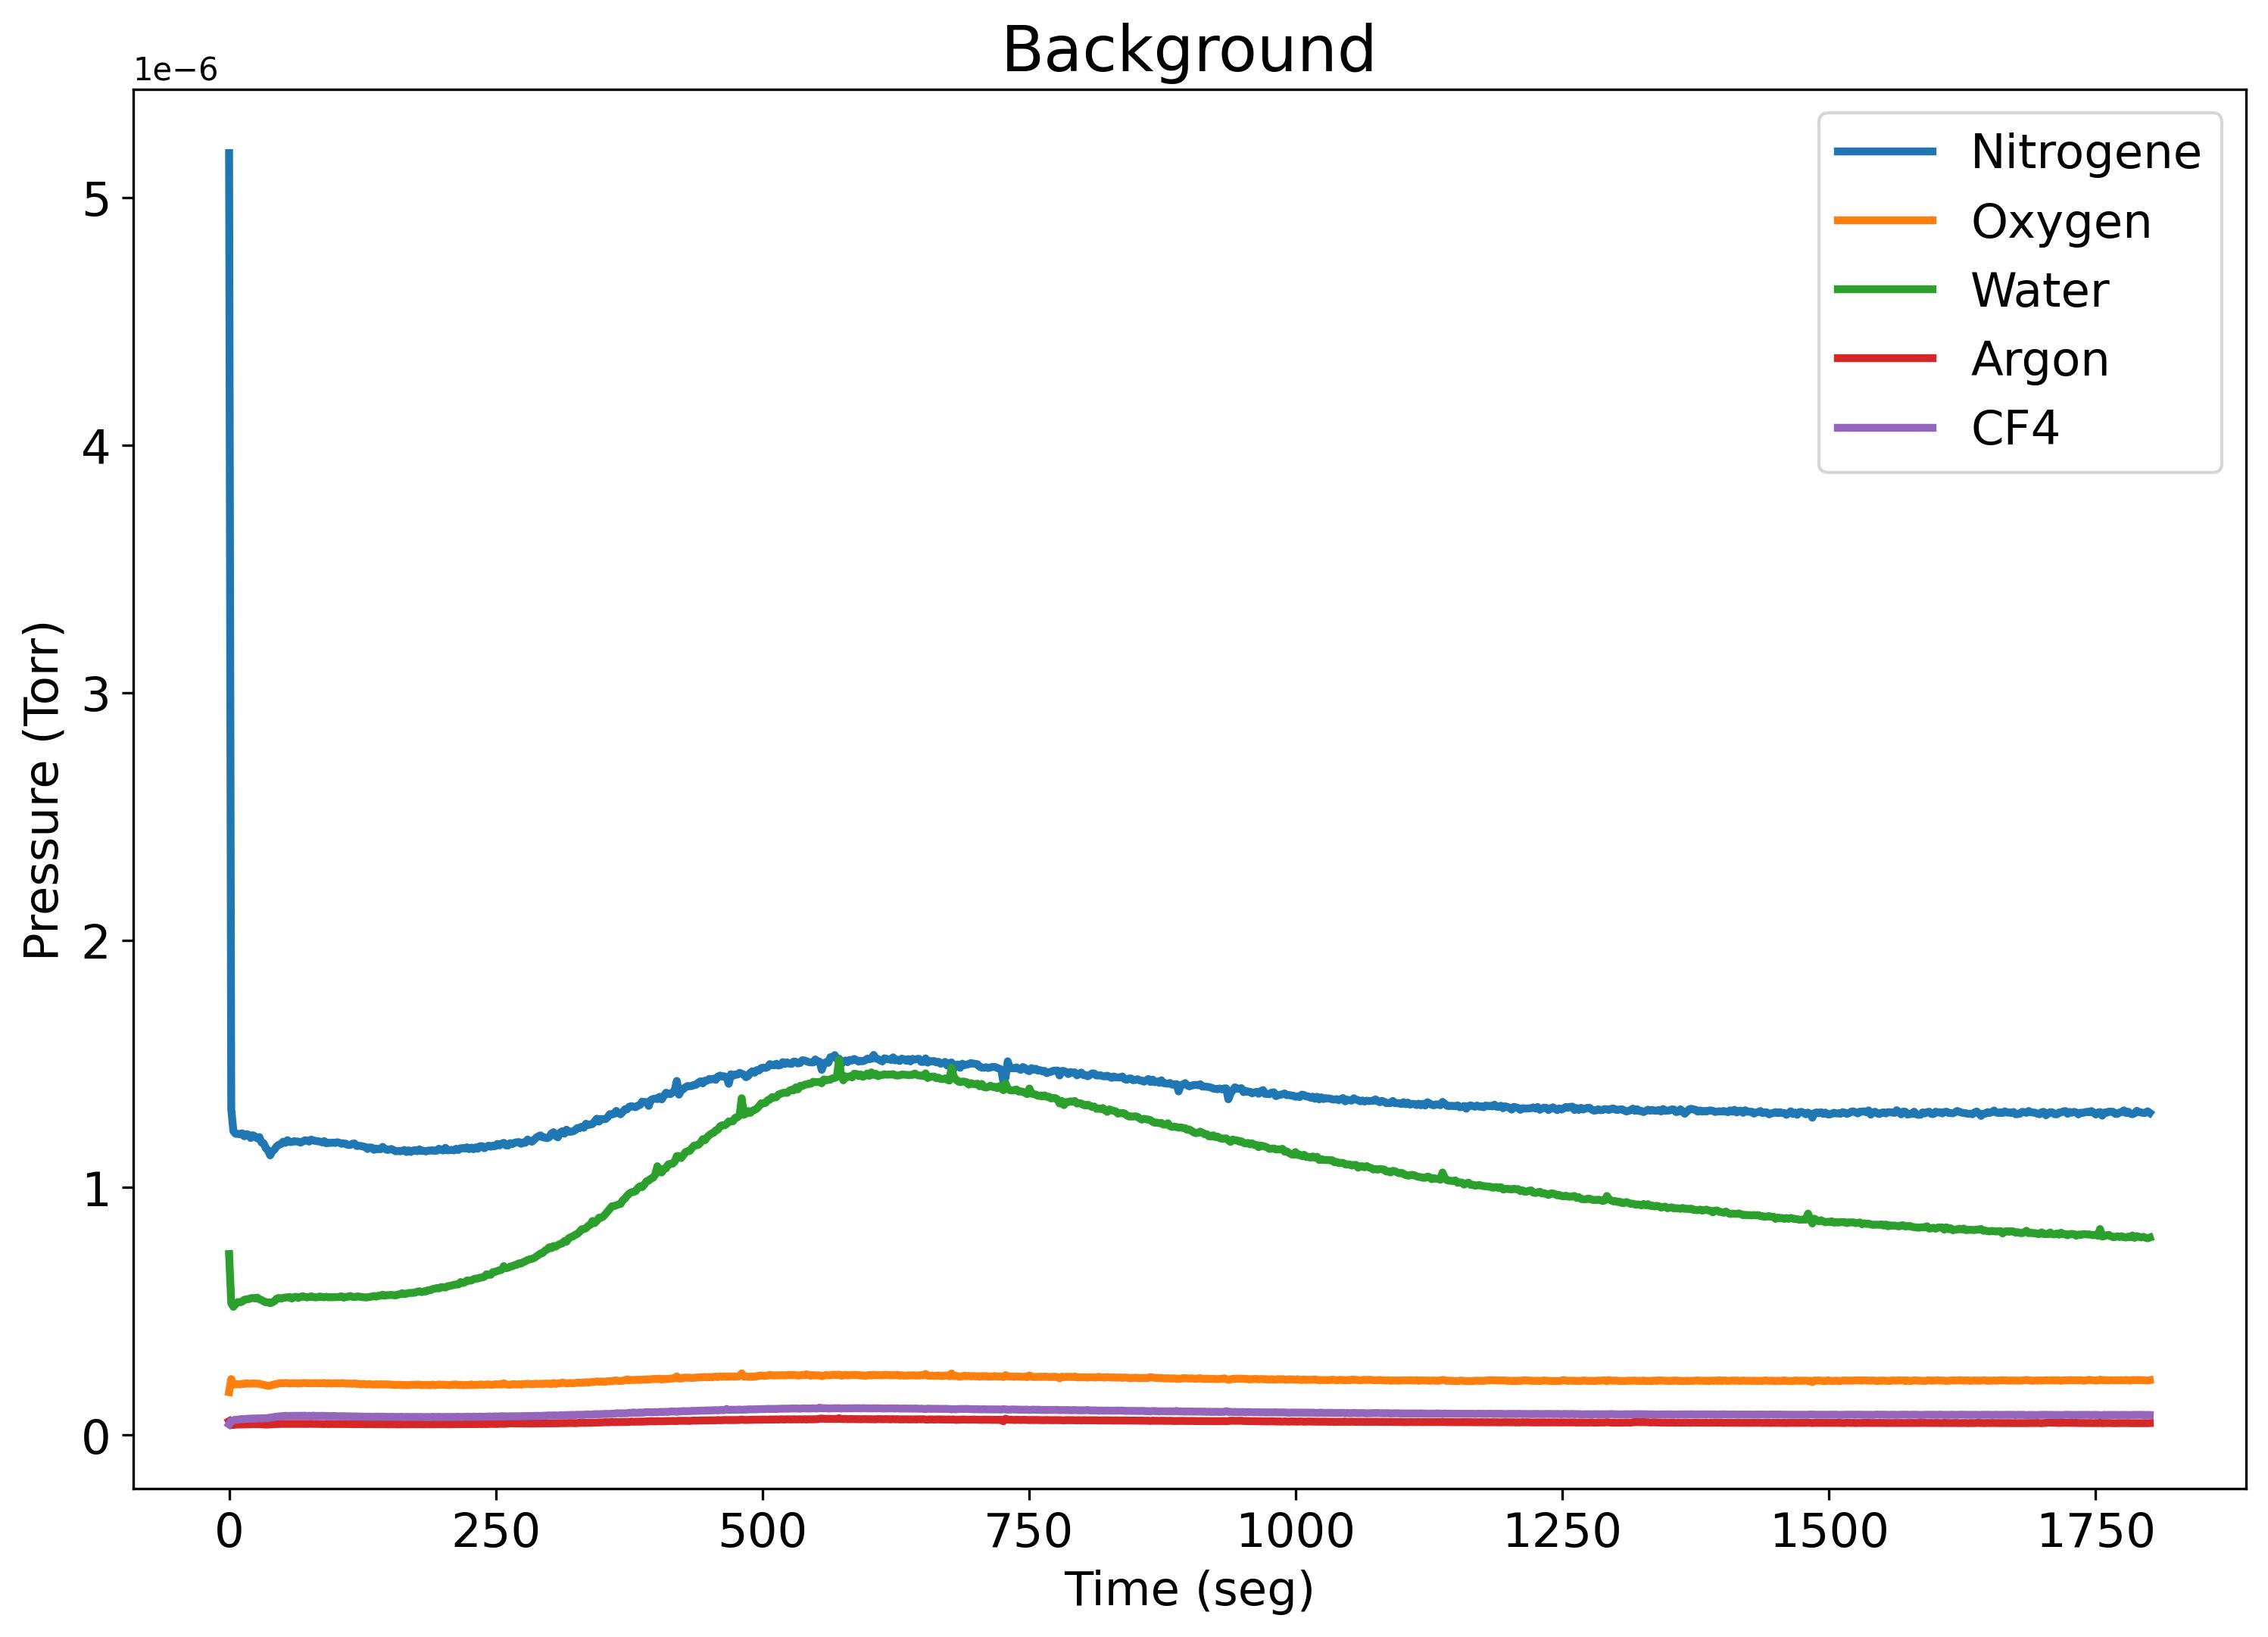 Background
1e−6
Nitrogene
Oxygen
Water
Argon
CF4
5
4
3
2
1
0
Pressure (Torr)
0 250 500 750 1000 1250 1500 1750
Time (seg)